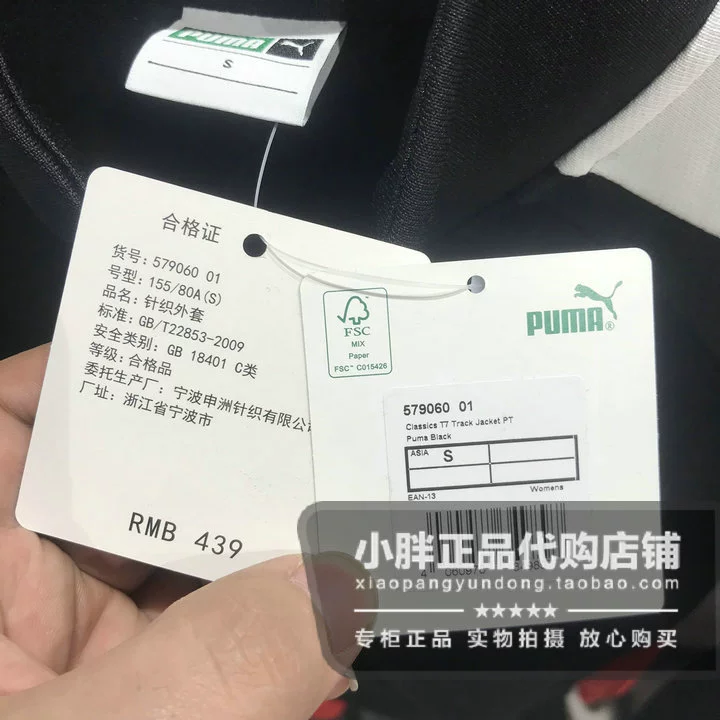 PUMA
S
合格证
货号: 579060 01
号型: 155/80A(S)
品名: 针织外套
标准: GB/T22853-2009
安全类别: GB 18401 C类
等级: 合格品
委托生产厂: 宁波申洲针织有限公
厂址: 浙江省宁波市
RMB 439
FSC
MIX
Paper
FSC™ C015426
PUMA®
579060 01
Classics T7 Track Jacket PT
Puma Black
ASIA S
EAN-13 Womens
小胖正品代购店铺
xiaopangyundong.taobao.com
★★★★★
专柜正品 实物拍摄 放心购买